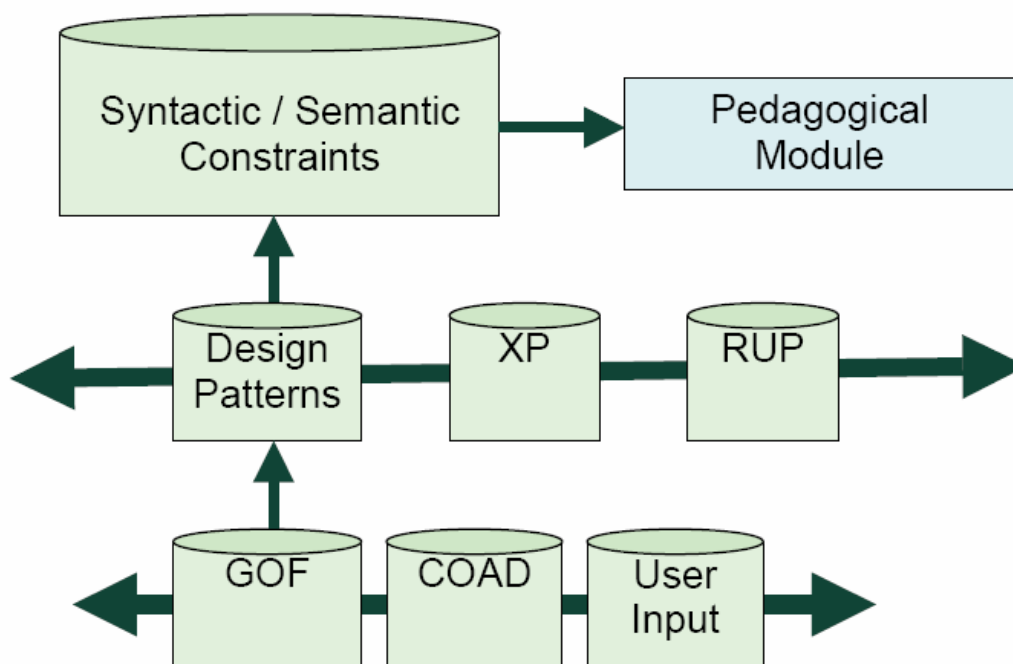 Syntactic / Semantic
Constraints
Pedagogical
Module
Design
Patterns
XP
RUP
GOF
COAD
User
Input